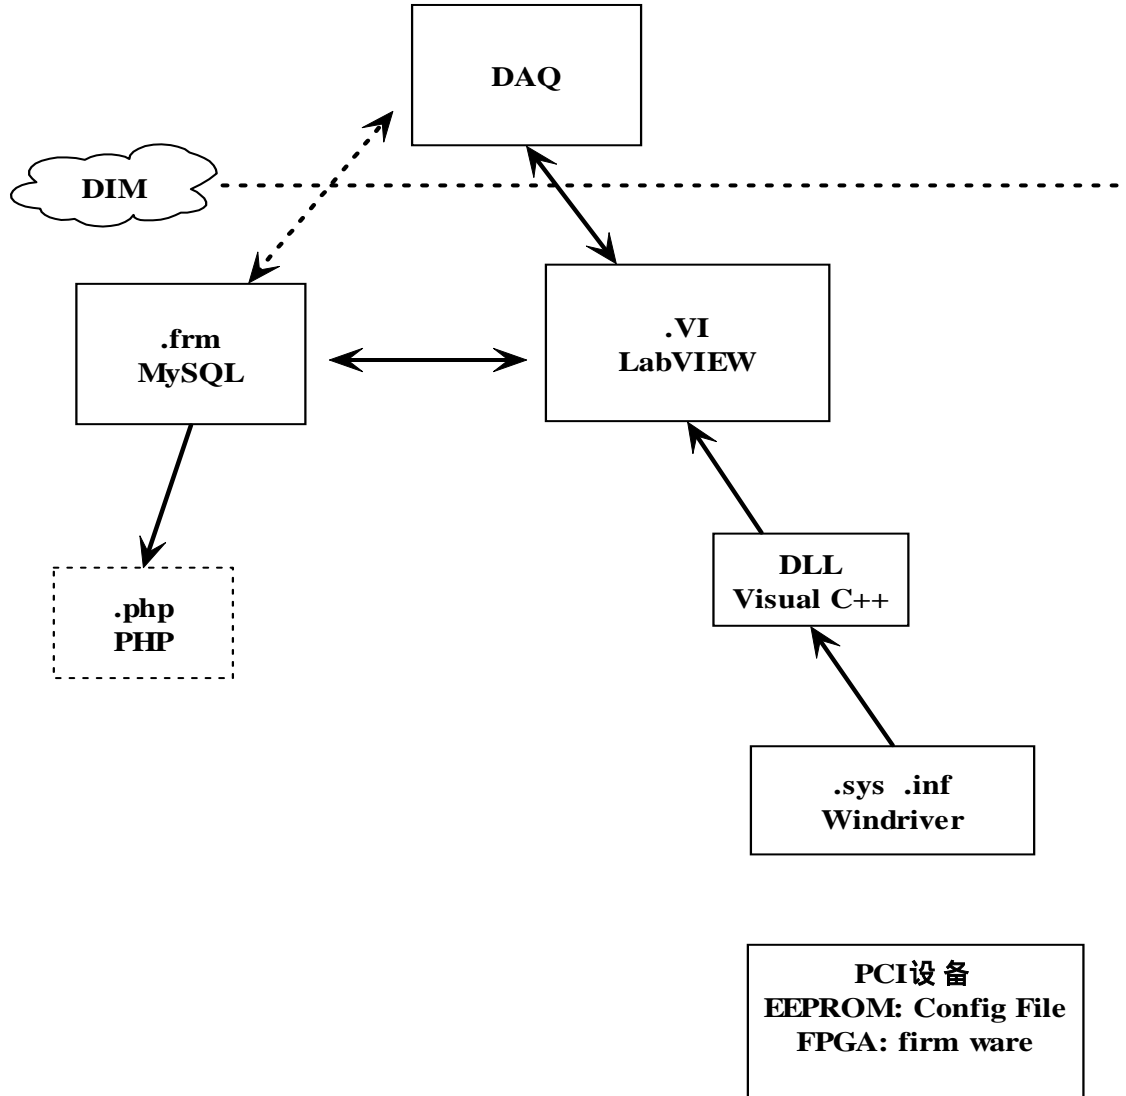 DAQ
DIM
.frm
MySQL
.VI
LabVIEW
DLL
Visual C++
.php
PHP
.sys .inf
Windriver
PCI设备
EEPROM: Config File
FPGA: firm ware